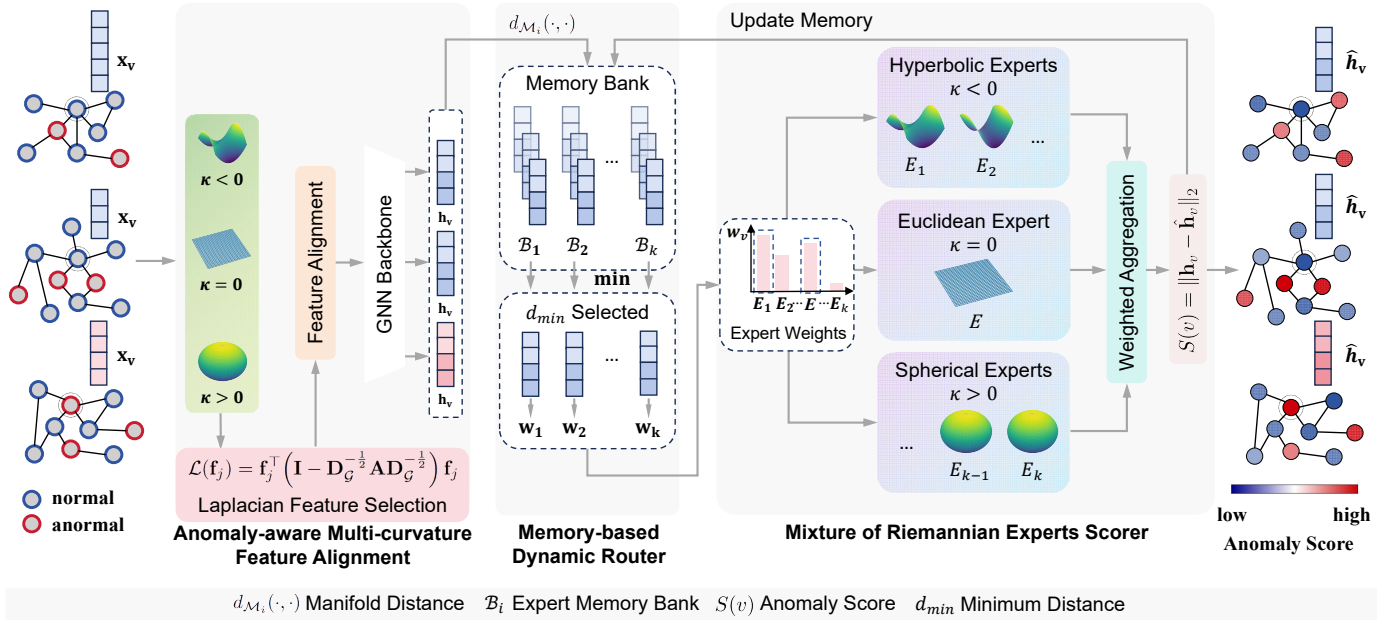 x_v
x_v
x_v
normal
anormal
κ < 0
κ = 0
κ > 0
Feature Alignment
GNN Backbone
h_v
h_v
h_v
L(f_j) = f_j^⊤ (I − D_G^{−1/2} A D_G^{−1/2}) f_j
Laplacian Feature Selection
Anomaly-aware Multi-curvature
Feature Alignment
d_{M_i}(·,·)
Memory Bank
...
B_1 B_2 B_k
min
d_min Selected
...
w_1 w_2 w_k
Memory-based
Dynamic Router
Update Memory
w_v
E_1 E_2 ··· E ··· E_k
Expert Weights
Hyperbolic Experts
κ < 0
...
E_1 E_2
Euclidean Expert
κ = 0
E
Spherical Experts
κ > 0
...
E_{k−1} E_k
Weighted Aggregation
S(v) = ||h_v − ĥ_v||_2
Mixture of Riemannian Experts Scorer
ĥ_v
ĥ_v
ĥ_v
low high
Anomaly Score
d_{M_i}(·,·) Manifold Distance B_i Expert Memory Bank S(v) Anomaly Score d_min Minimum Distance